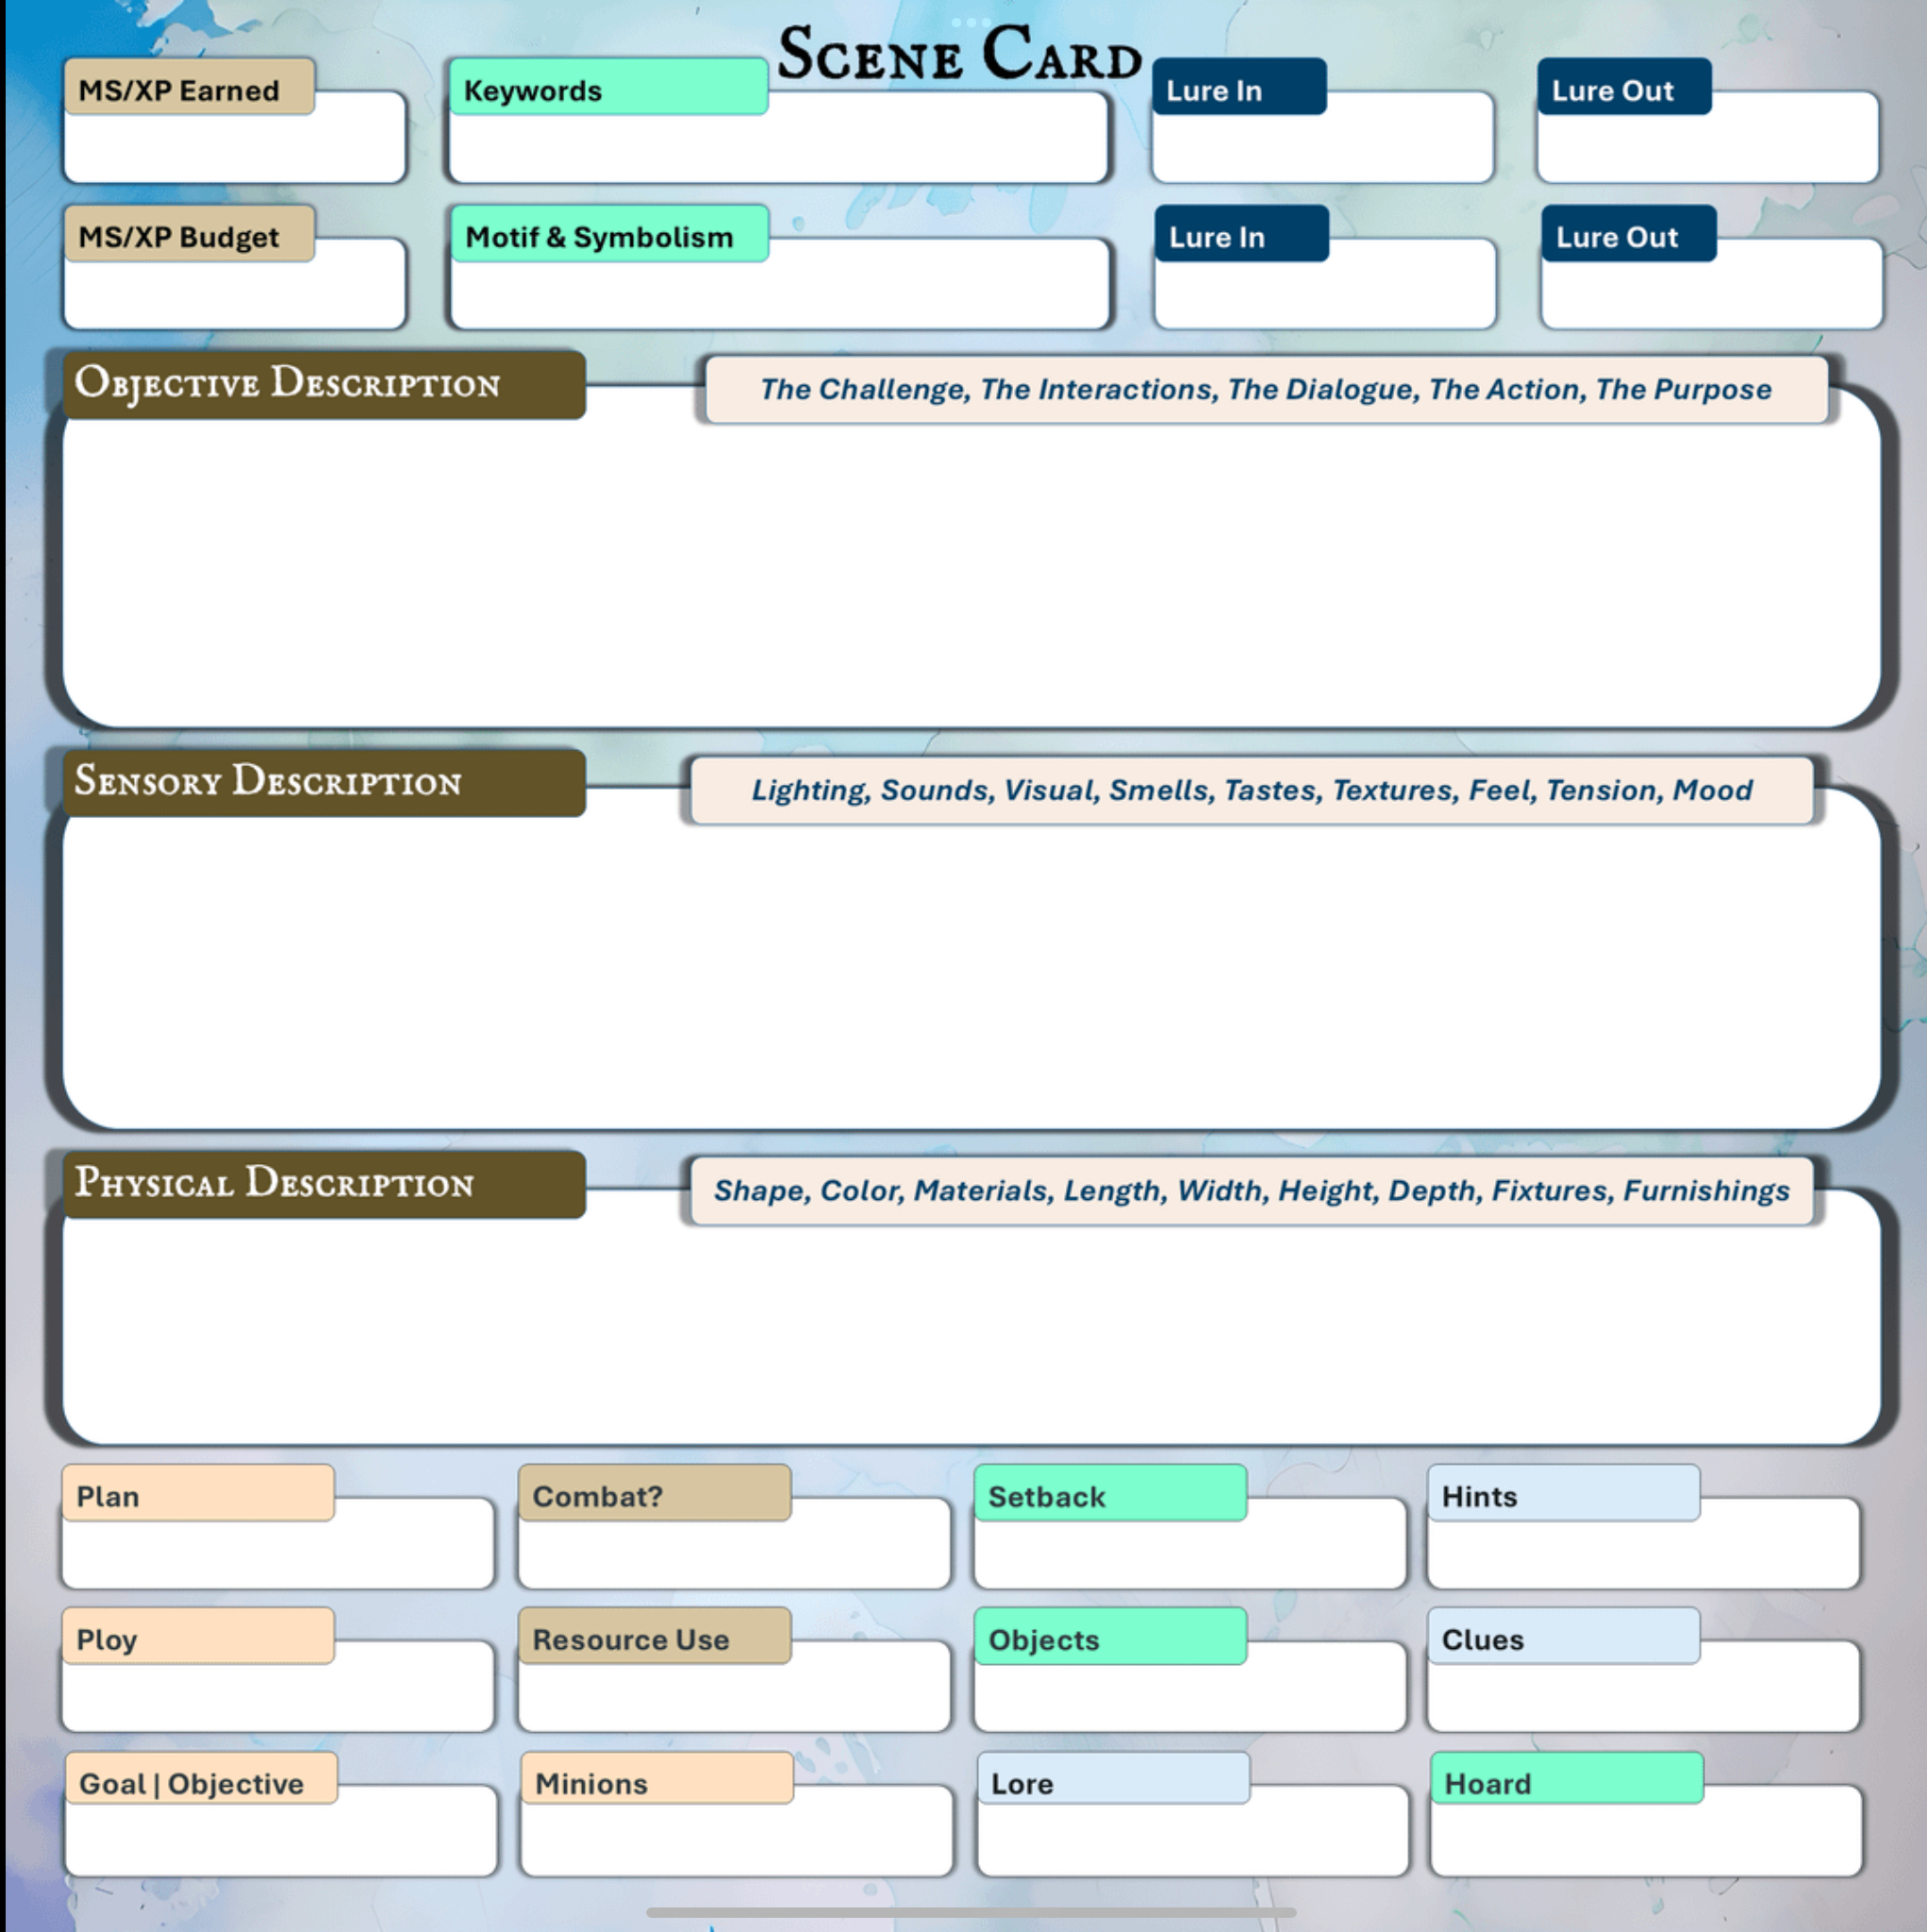 Scene Card
MS/XP Earned
Keywords
Lure In
Lure Out
MS/XP Budget
Motif & Symbolism
Lure In
Lure Out
Objective Description
The Challenge, The Interactions, The Dialogue, The Action, The Purpose
Sensory Description
Lighting, Sounds, Visual, Smells, Tastes, Textures, Feel, Tension, Mood
Physical Description
Shape, Color, Materials, Length, Width, Height, Depth, Fixtures, Furnishings
Plan
Combat?
Setback
Hints
Ploy
Resource Use
Objects
Clues
Goal | Objective
Minions
Lore
Hoard